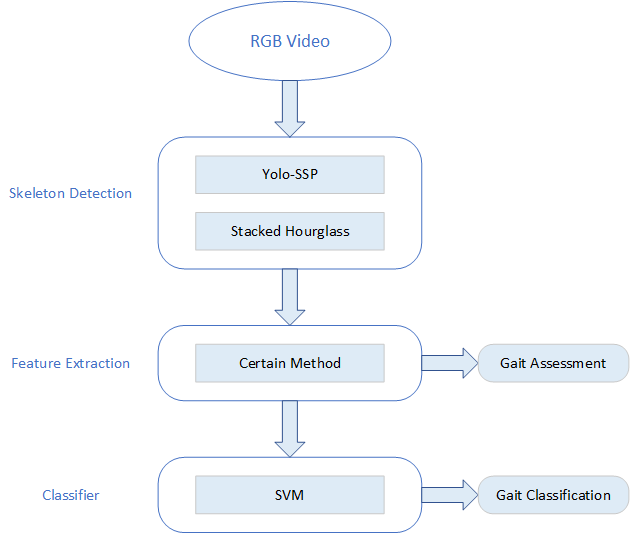 RGB Video
Skeleton Detection
Yolo-SSP
Stacked Hourglass
Feature Extraction
Certain Method
Gait Assessment
Classifier
SVM
Gait Classification